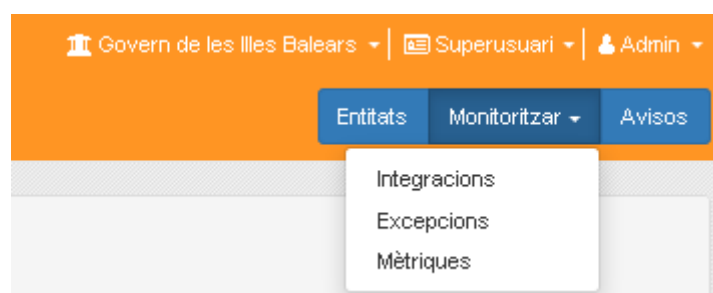 Govern de les Illes Balears Superusuari Admin
Entitats Monitoritzar Avisos
Integracions
Excepcions
Mètriques